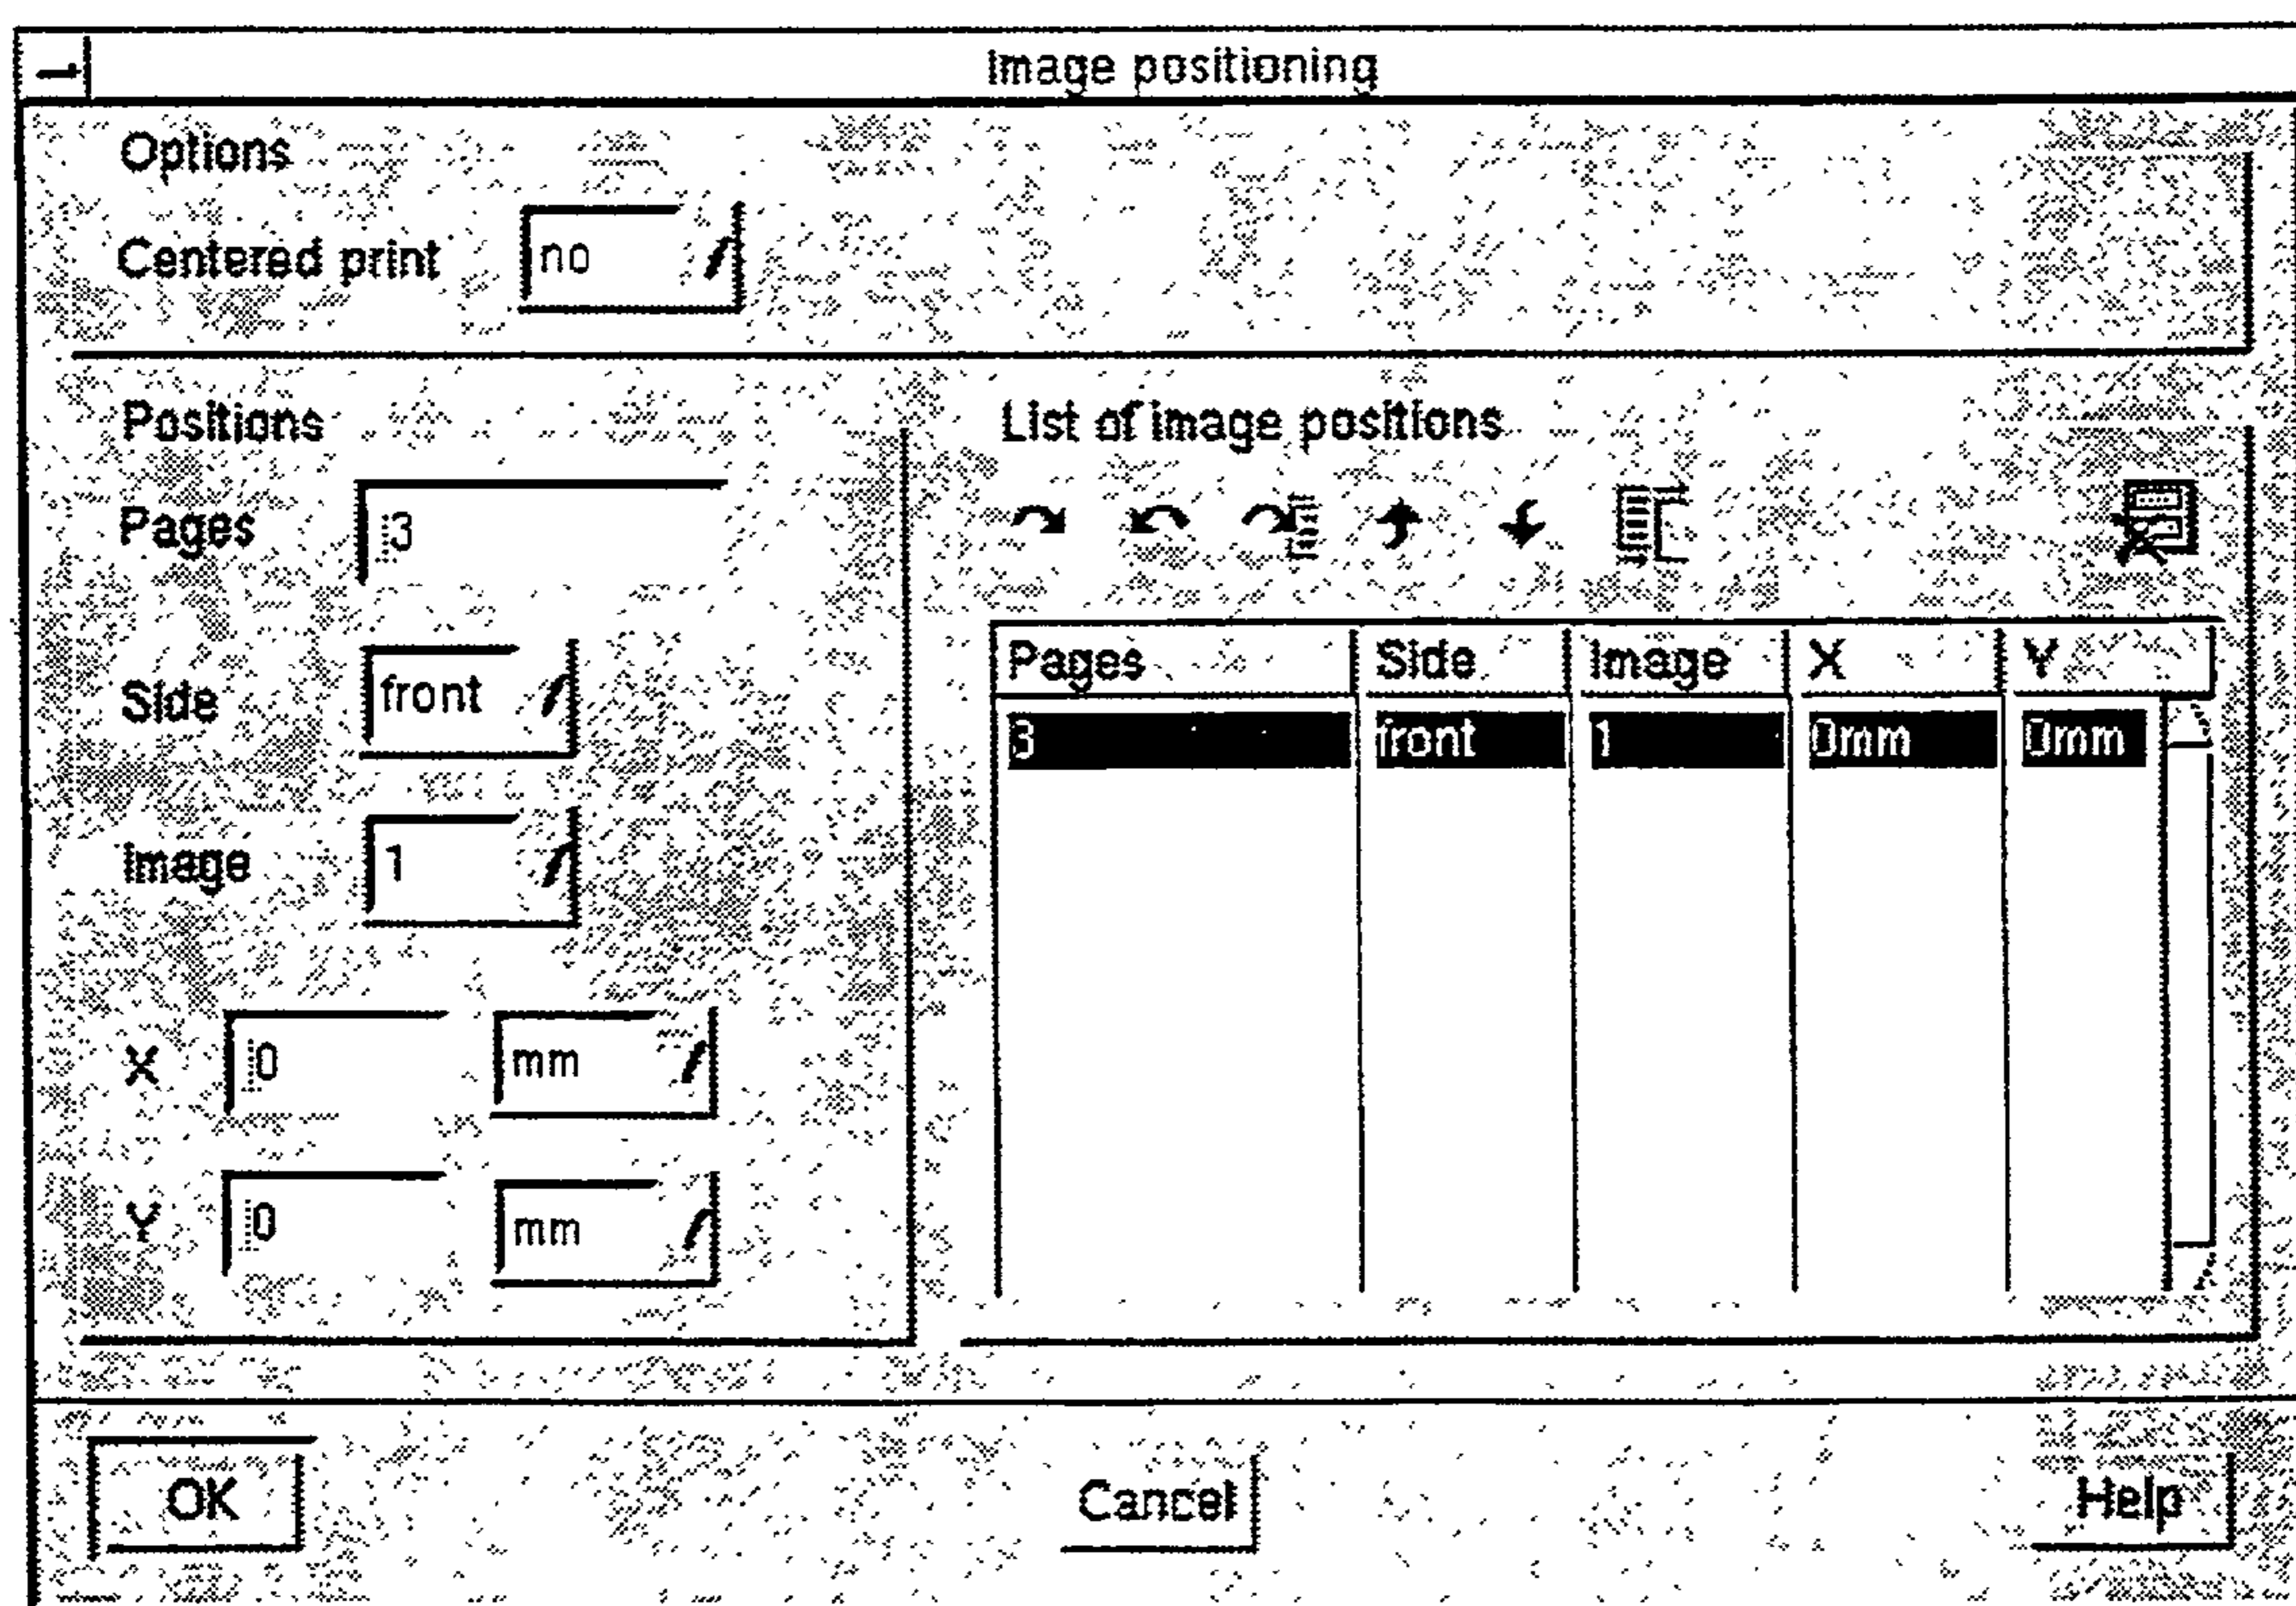 Image positioning
Options
Centered print no
Positions
Pages 3
Side front
Image 1
X 0 mm
Y 0 mm
List of image positions
Pages Side Image X Y
3 front 1 0mm 0mm
OK Cancel Help